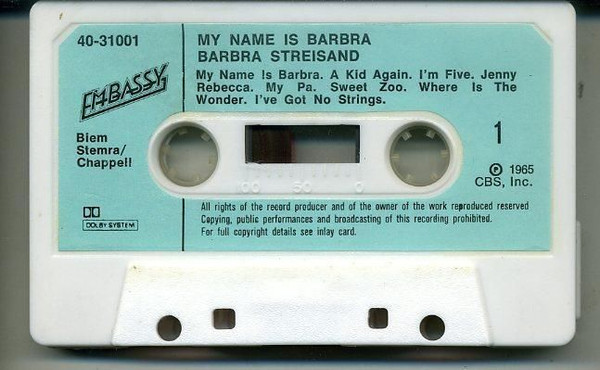 40-31001
MY NAME IS BARBRA
BARBRA STREISAND
EMBASSY
My Name Is Barbra. A Kid Again. I'm Five. Jenny
Rebecca. My Pa. Sweet Zoo. Where Is The
Wonder. I've Got No Strings.
Biem
Stemra/
Chappell
1
℗ 1965
CBS, Inc.
00 50 0
DOLBY SYSTEM
All rights of the record producer and of the owner of the work reproduced reserved
Copying, public performances and broadcasting of this recording prohibited.
For full copyright details see inlay card.